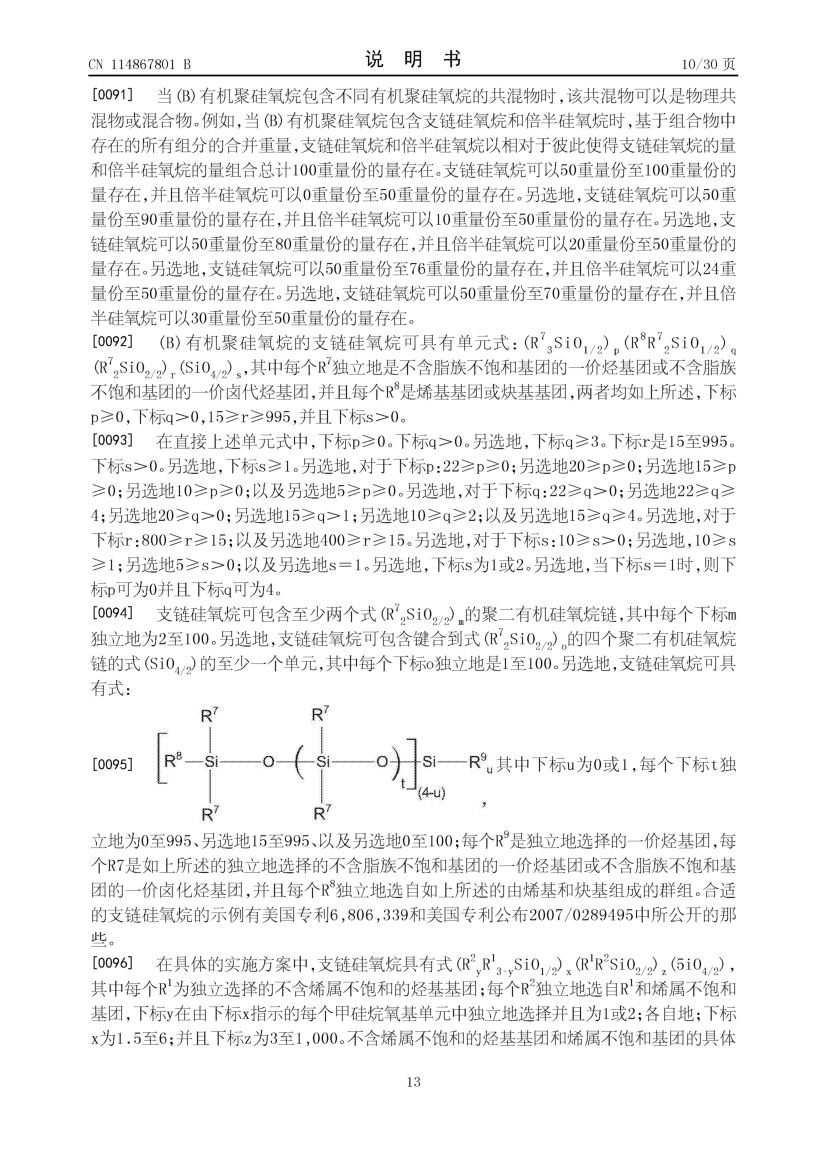 CN 114867801 B
说 明 书
10/30 页
[0091] 当(B)有机聚硅氧烷包含不同有机聚硅氧烷的共混物时,该共混物可以是物理共
混物或混合物。例如,当(B)有机聚硅氧烷包含支链硅氧烷和倍半硅氧烷时,基于组合物中
存在的所有组分的合并重量,支链硅氧烷和倍半硅氧烷以相对于彼此使得支链硅氧烷的量
和倍半硅氧烷的量组合总计100重量份的量存在。支链硅氧烷可以50重量份至100重量份的
量存在,并且倍半硅氧烷可以0重量份至50重量份的量存在。另选地,支链硅氧烷可以50重
量份至90重量份的量存在,并且倍半硅氧烷可以10重量份至50重量份的量存在。另选地,支
链硅氧烷可以50重量份至80重量份的量存在,并且倍半硅氧烷可以20重量份至50重量份的
量存在。另选地,支链硅氧烷可以50重量份至76重量份的量存在,并且倍半硅氧烷可以24重
量份至50重量份的量存在。另选地,支链硅氧烷可以50重量份至70重量份的量存在,并且倍
半硅氧烷可以30重量份至50重量份的量存在。
[0092] (B)有机聚硅氧烷的支链硅氧烷可具有单元式:(R⁷₃SiO₁/₂)ₚ(R⁸R⁷₂SiO₁/₂)q
(R⁷₂SiO₂/₂)ᵣ(SiO₄/₂)ₛ,其中每个R⁷独立地是不含脂族不饱和基团的一价烃基团或不含脂族
不饱和基团的一价卤代烃基团,并且每个R⁸是烯基基团或炔基基团,两者均如上所述,下标
p≥0,下标q>0,15≥r≥995,并且下标s>0。
[0093] 在直接上述单元式中,下标p≥0。下标q>0。另选地,下标q≥3。下标r是15至995。
下标s>0。另选地,下标s≥1。另选地,对于下标p:22≥p≥0;另选地20≥p≥0;另选地15≥p
≥0;另选地10≥p≥0;以及另选地5≥p≥0。另选地,对于下标q:22≥q>0;另选地22≥q≥
4;另选地20≥q>0;另选地15≥q>1;另选地10≥q≥2;以及另选地15≥q≥4。另选地,对于
下标r:800≥r≥15;以及另选地400≥r≥15。另选地,对于下标s:10≥s>0;另选地,10≥s
≥1;另选地5≥s>0;以及另选地s=1。另选地,下标s为1或2。另选地,当下标s=1时,则下
标p可为0并且下标q可为4。
[0094] 支链硅氧烷可包含至少两个式(R⁷₂SiO₂/₂)ₘ的聚二有机硅氧烷链,其中每个下标m
独立地为2至100。另选地,支链硅氧烷可包含键合到式(R⁷₂SiO₂/₂)ₒ的四个聚二有机硅氧烷
链的式(SiO₄/₂)的至少一个单元,其中每个下标o独立地是1至100。另选地,支链硅氧烷可具
有式:
R⁷ R⁷
[0095] [R⁸—Si—O—(Si—O)t](4-u)Si—R⁹u,其中下标u为0或1,每个下标t独
R⁷ R⁷
立地为0至995、另选地15至995、以及另选地0至100;每个R⁹是独立地选择的一价烃基团,每
个R7是如上所述的独立地选择的不含脂族不饱和基团的一价烃基团或不含脂族不饱和基
团的一价卤化烃基团,并且每个R⁸独立地选自如上所述的由烯基和炔基组成的群组。合适
的支链硅氧烷的示例有美国专利6,806,339和美国专利公布2007/0289495中所公开的那
些。
[0096] 在具体的实施方案中,支链硅氧烷具有式(R²yR¹₃₋ySiO₁/₂)ₓ(R¹R²SiO₂/₂)z(5iO₄/₂),
其中每个R¹为独立选择的不含烯属不饱和的烃基基团;每个R²独立地选自R¹和烯属不饱和
基团,下标y在由下标x指示的每个甲硅烷氧基单元中独立地选择并且为1或2;各自地;下标
x为1.5至6;并且下标z为3至1,000。不含烯属不饱和的烃基基团和烯属不饱和基团的具体
13